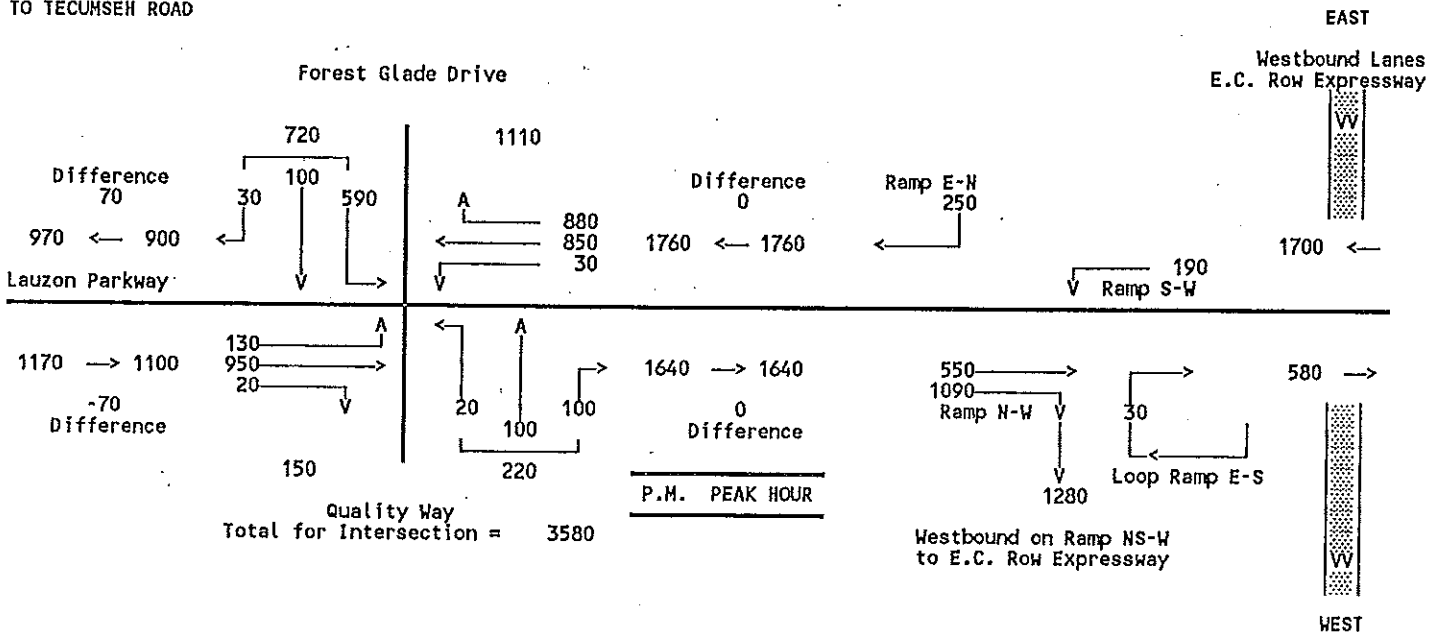 TO TECUMSEH ROAD
EAST
Forest Glade Drive
Westbound Lanes
E.C. Row Expressway
VV
720
1110
Difference
70
30
100
590
A
880
850
30
Difference
0
Ramp E-N
250
970 <-- 900
1760 <-- 1760
1700
190
Ramp S-W
Lauzon Parkway
V
V
V
A
A
130
950
20
V
1170 --> 1100
-70
Difference
20
100
100
220
1640 --> 1640
0
Difference
550
1090
Ramp N-W
V
V
1280
30
Loop Ramp E-S
580
150
P.M. PEAK HOUR
Quality Way
Total for Intersection = 3580
Westbound on Ramp NS-W
to E.C. Row Expressway
VV
WEST